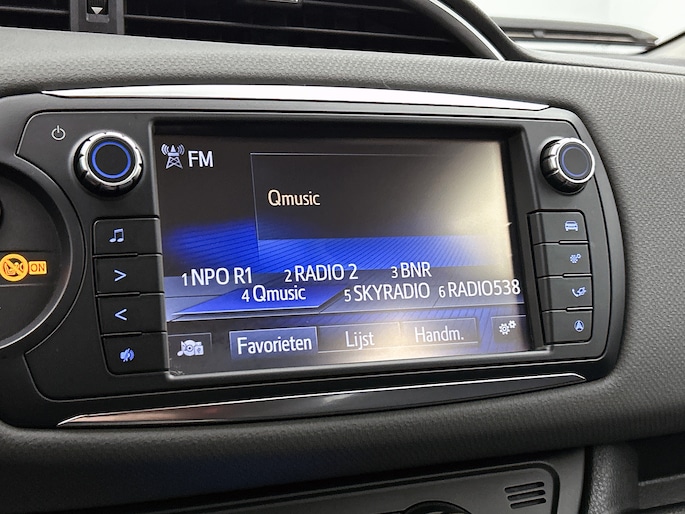 FM
Qmusic
1 NPO R1 2 RADIO 2 3 BNR
4 Qmusic 5 SKYRADIO 6 RADIO538
Favorieten Lijst Handm.
ON